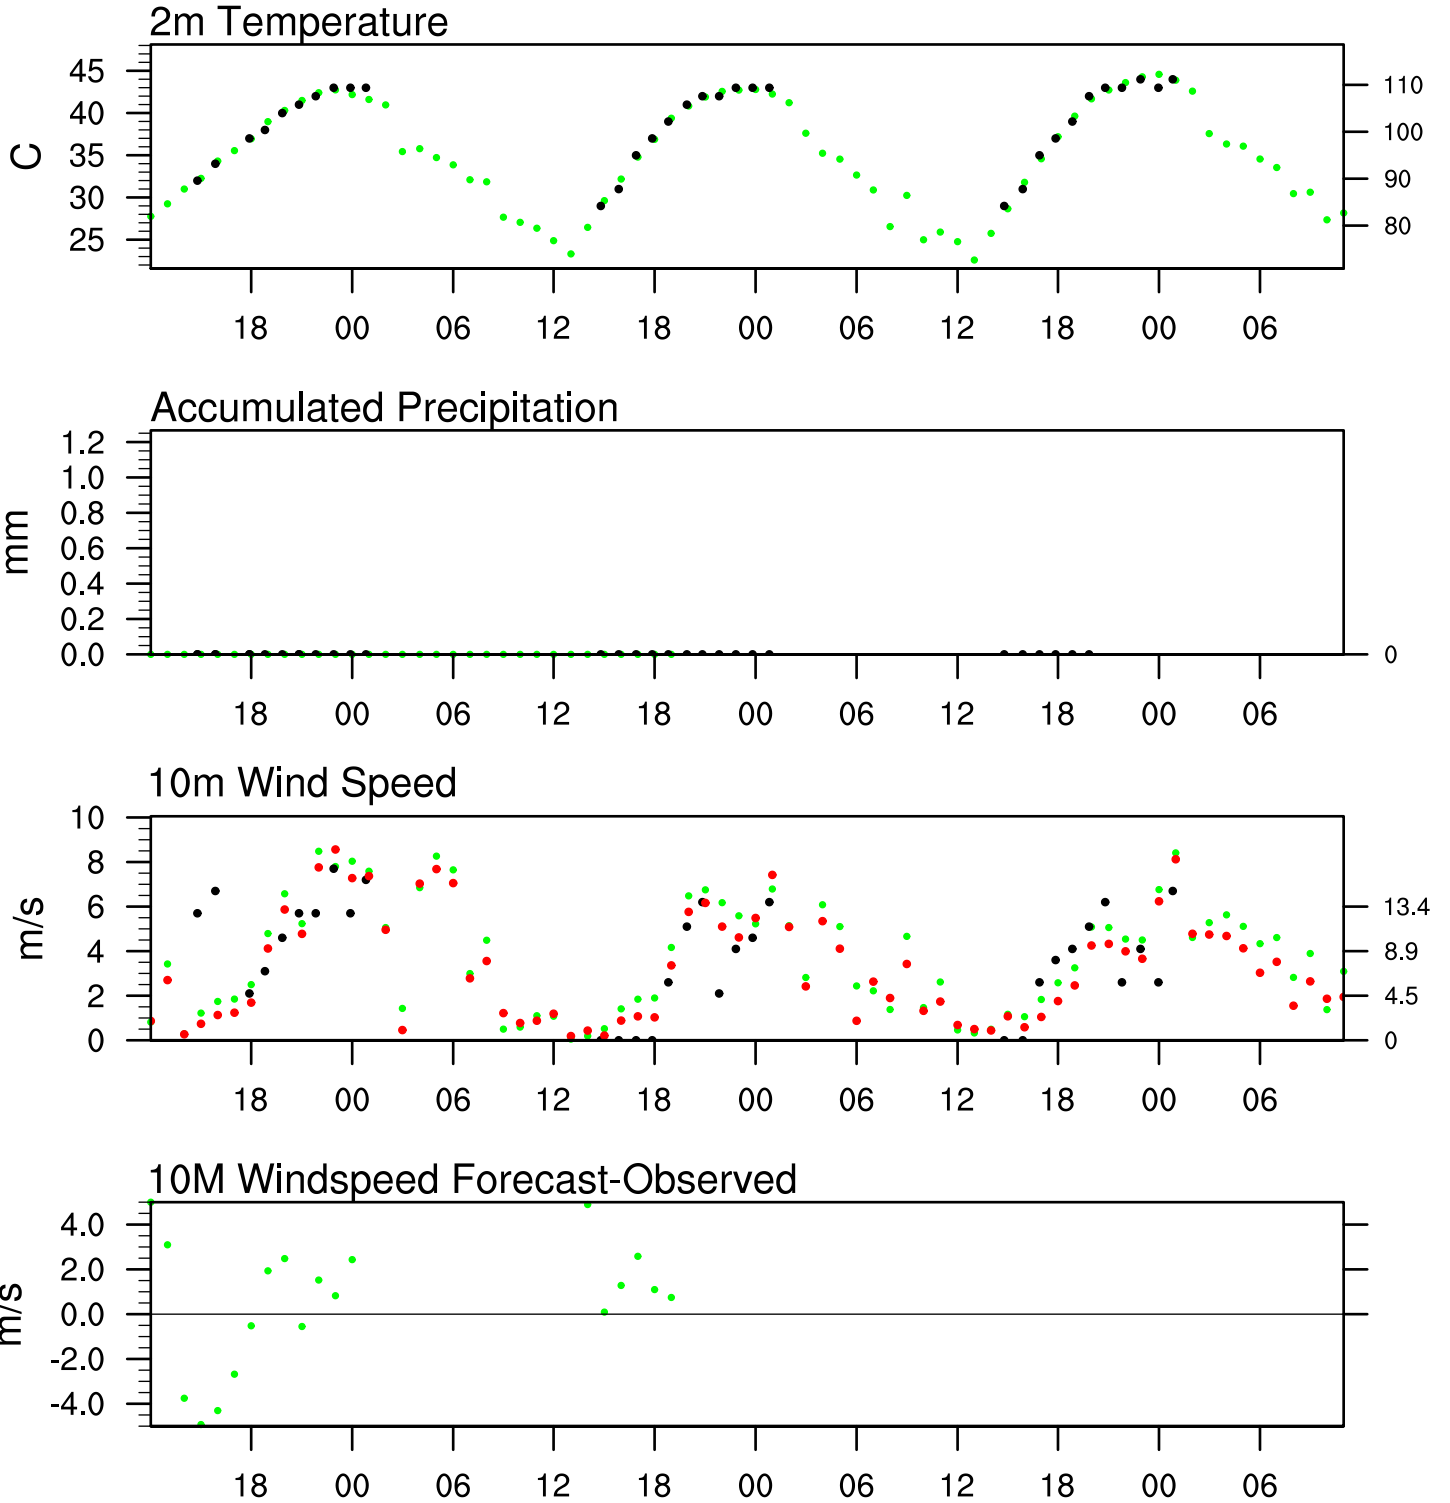 2m Temperature
45
40
35
30
25
C
110
100
90
80
18 00 06 12 18 00 06 12 18 00 06
Accumulated Precipitation
1.2
1.0
0.8
0.6
0.4
0.2
0.0
mm
0
18 00 06 12 18 00 06 12 18 00 06
10m Wind Speed
10
8
6
4
2
0
m/s
13.4
8.9
4.5
0
18 00 06 12 18 00 06 12 18 00 06
10M Windspeed Forecast-Observed
4.0
2.0
0.0
-2.0
-4.0
m/s
18 00 06 12 18 00 06 12 18 00 06